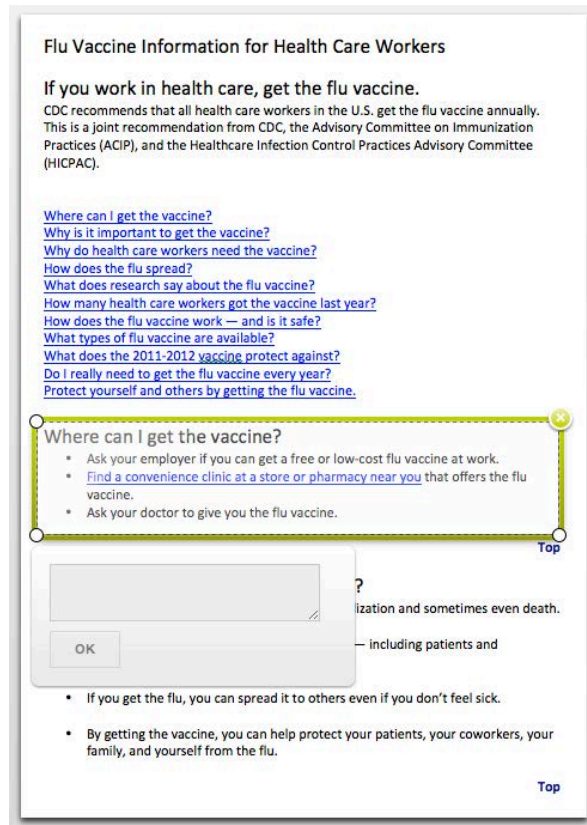 Flu Vaccine Information for Health Care Workers
If you work in health care, get the flu vaccine.
CDC recommends that all health care workers in the U.S. get the flu vaccine annually.
This is a joint recommendation from CDC, the Advisory Committee on Immunization
Practices (ACIP), and the Healthcare Infection Control Practices Advisory Committee
(HICPAC).
Where can I get the vaccine?
Why is it important to get the vaccine?
Why do health care workers need the vaccine?
How does the flu spread?
What does research say about the flu vaccine?
How many health care workers got the vaccine last year?
How does the flu vaccine work — and is it safe?
What types of flu vaccine are available?
What does the 2011-2012 vaccine protect against?
Do I really need to get the flu vaccine every year?
Protect yourself and others by getting the flu vaccine.
Where can I get the vaccine?
• Ask your employer if you can get a free or low-cost flu vaccine at work.
• Find a convenience clinic at a store or pharmacy near you that offers the flu
vaccine.
• Ask your doctor to give you the flu vaccine.
Top
?
ization and sometimes even death.
— including patients and
OK
• If you get the flu, you can spread it to others even if you don't feel sick.
• By getting the vaccine, you can help protect your patients, your coworkers, your
family, and yourself from the flu.
Top